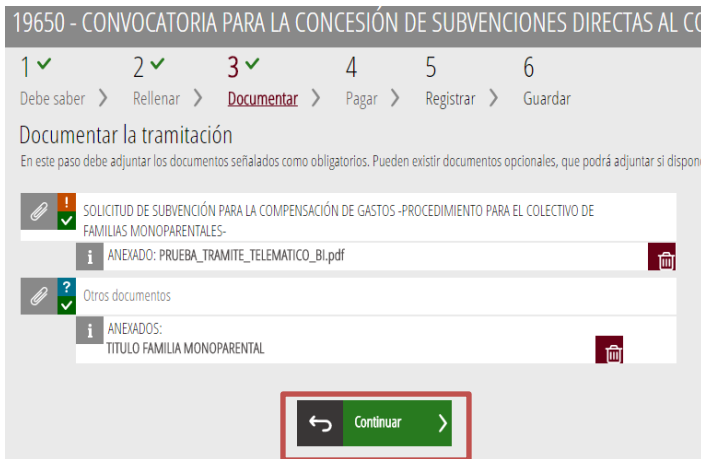 19650 - CONVOCATORIA PARA LA CONCESIÓN DE SUBVENCIONES DIRECTAS AL CO
1 2 3 4 5 6
Debe saber Rellenar Documentar Pagar Registrar Guardar
Documentar la tramitación
En este paso debe adjuntar los documentos señalados como obligatorios. Pueden existir documentos opcionales, que podrá adjuntar si dispon
SOLICITUD DE SUBVENCIÓN PARA LA COMPENSACIÓN DE GASTOS -PROCEDIMIENTO PARA EL COLECTIVO DE
FAMILIAS MONOPARENTALES-
ANEXADO: PRUEBA_TRAMITE_TELEMATICO_BI.pdf
Otros documentos
ANEXADOS:
TITULO FAMILIA MONOPARENTAL
Continuar